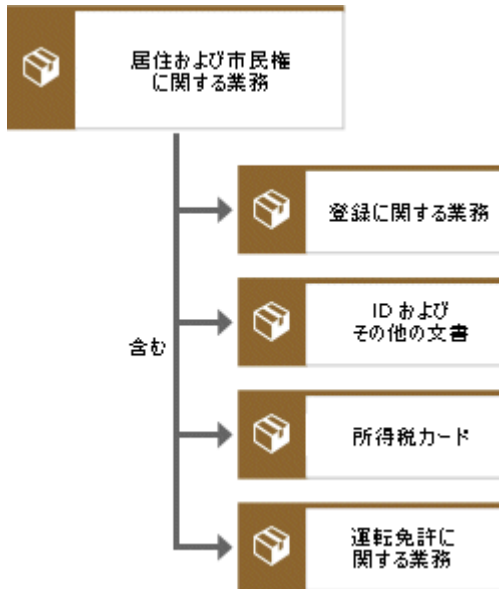 居住および市民権
に関する業務
登録に関する業務
ID および
その他の文書
含む
所得税カード
運転免許に
関する業務